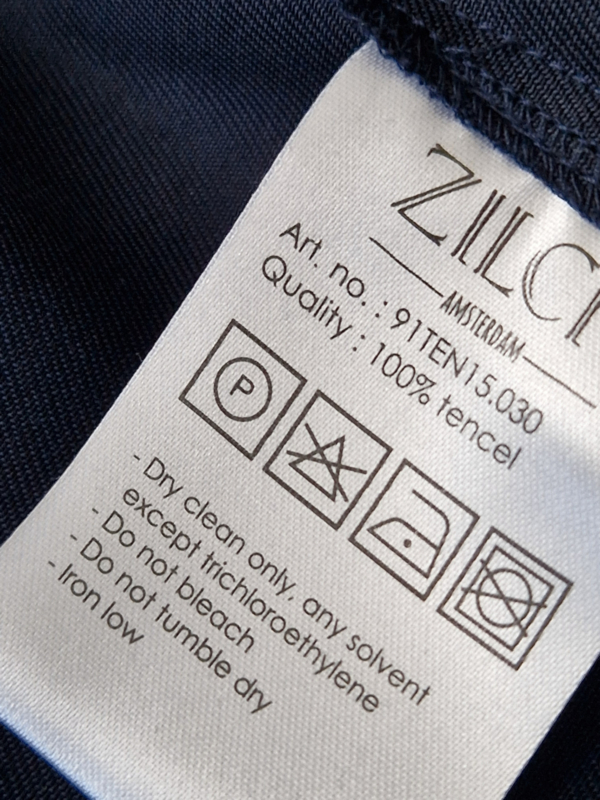 ZILC
AMSTERDAM
Art. no. : 91TEN15.030
Quality : 100% tencel
P
- Dry clean only, any solvent
except trichloroethylene
- Do not bleach
- Do not tumble dry
- Iron low